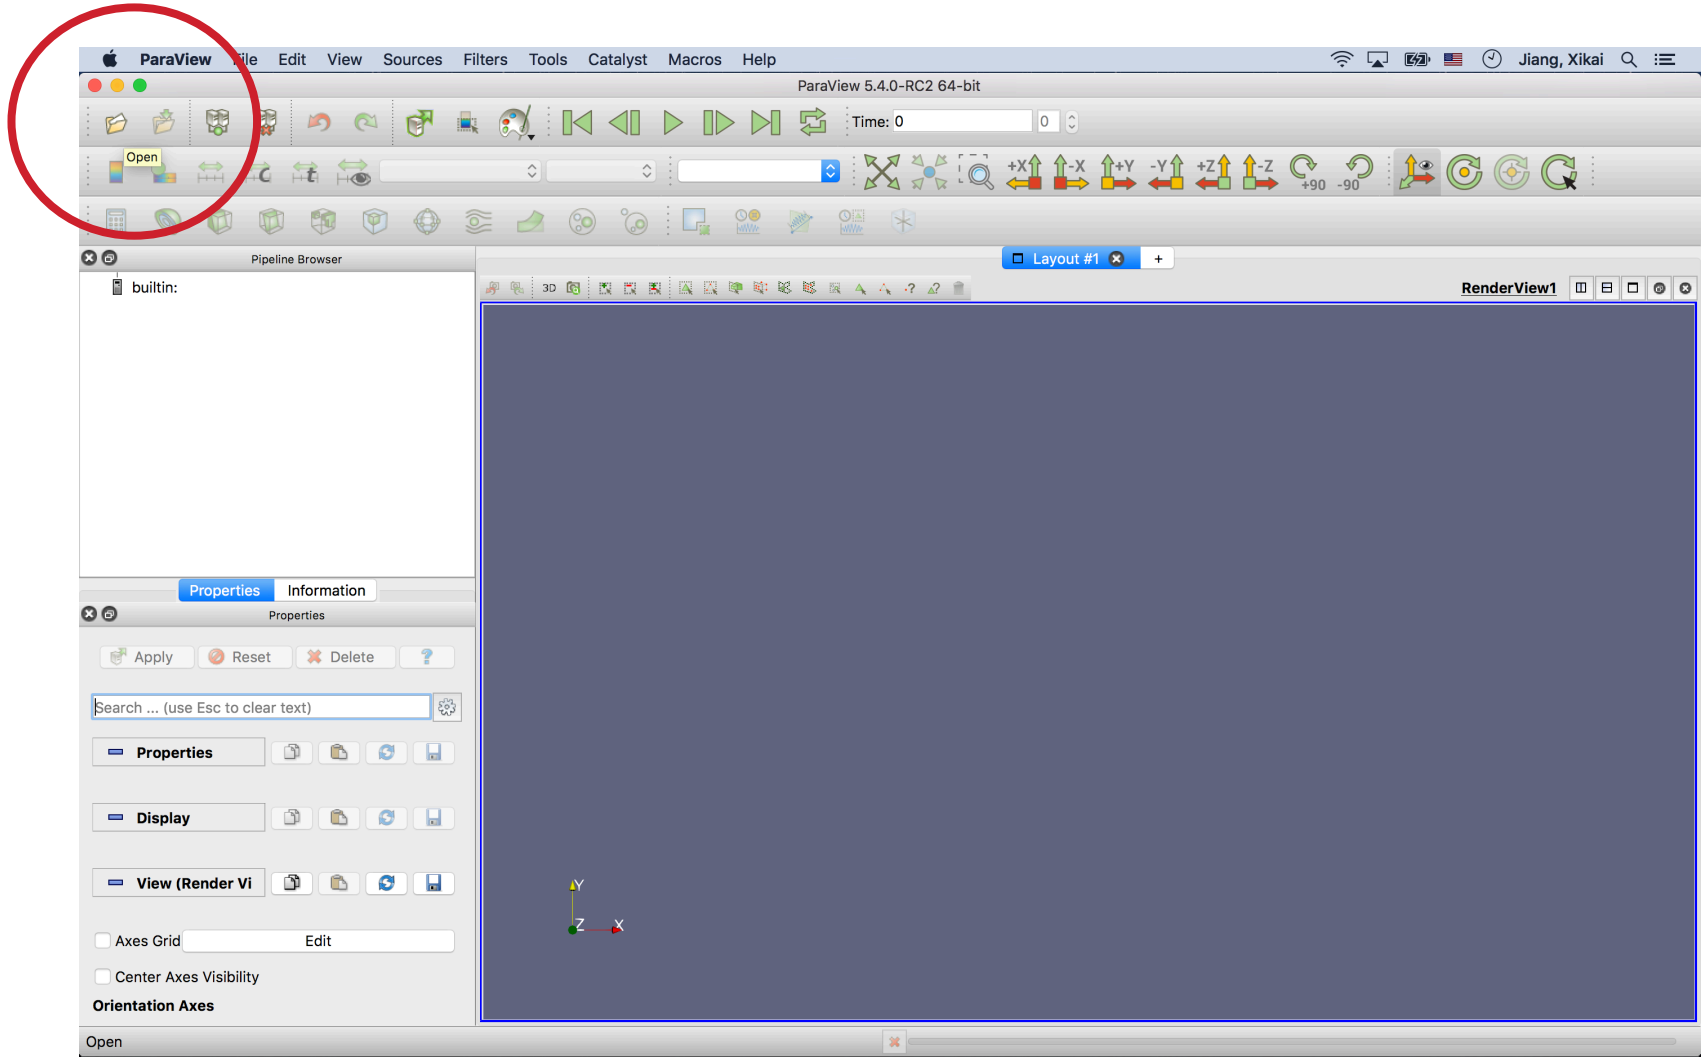 ParaView File Edit View Sources Filters Tools Catalyst Macros Help Jiang, Xikai
ParaView 5.4.0-RC2 64-bit
Time: 0 0
Open
C t +X -X +Y -Y +Z -Z +90 -90
Pipeline Browser
Layout #1 +
builtin:
3D ? ? RenderView1
Properties Information
Properties
Apply Reset Delete ?
Search ... (use Esc to clear text)
Properties
Display
View (Render Vi
Y
Z X
Axes Grid Edit
Center Axes Visibility
Orientation Axes
Open